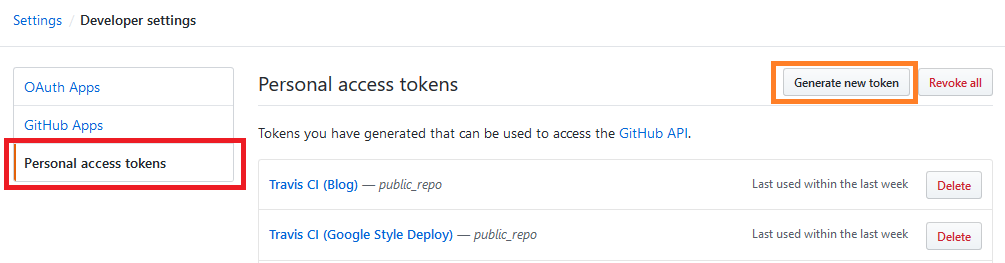 Settings / Developer settings
OAuth Apps
GitHub Apps
Personal access tokens
Personal access tokens
Generate new token
Revoke all
Tokens you have generated that can be used to access the GitHub API.
Travis CI (Blog) — public_repo
Last used within the last week
Delete
Travis CI (Google Style Deploy) — public_repo
Last used within the last week
Delete